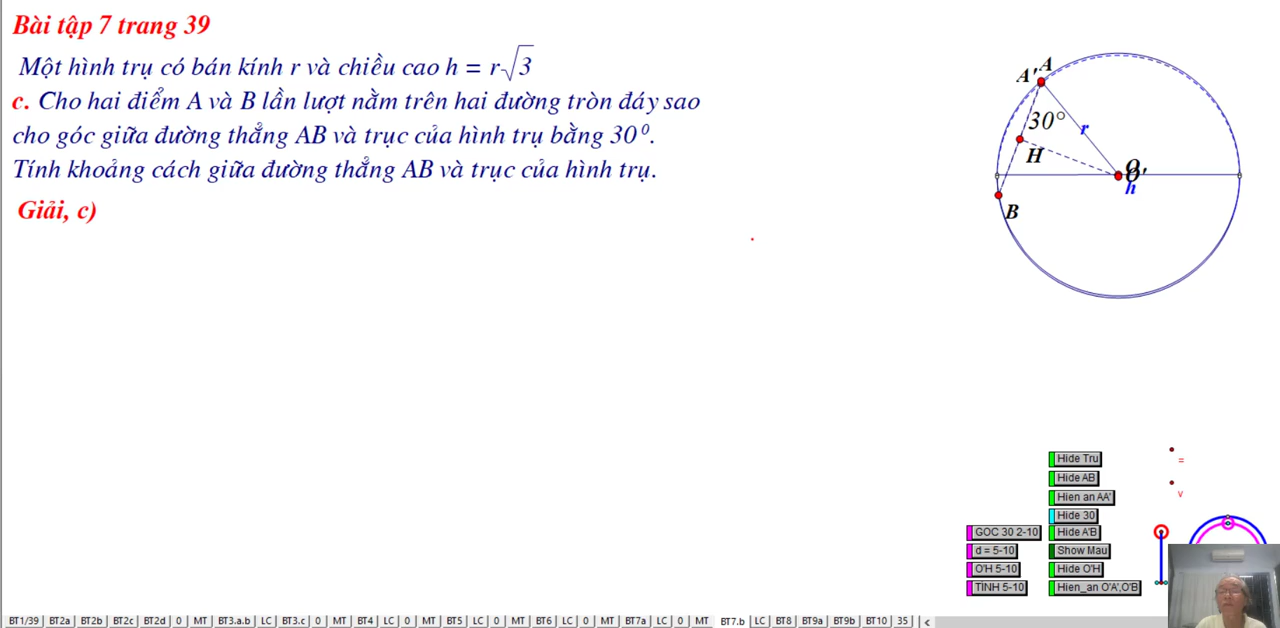 Bài tập 7 trang 39
Một hình trụ có bán kính r và chiều cao h = r√3
c. Cho hai điểm A và B lần lượt nằm trên hai đường tròn đáy sao
cho góc giữa đường thẳng AB và trục của hình trụ bằng 30⁰.
Tính khoảng cách giữa đường thẳng AB và trục của hình trụ.
Giải, c)
A' A
30°
r
H
O'
h
B
Hide Tru
Hide AB
Hien an AA'
Hide 30
GOC 30 2-10 Hide A'B
d = 5-10 Show Mau
O'H 5-10 Hide O'H
TÍNH 5-10 Hien_an O'A',O'B
=
v
BT1/39 BT2a BT2b BT2c BT2d 0 MT BT3.a.b LC BT3.c 0 MT BT4 LC 0 MT BT5 LC 0 MT BT6 LC 0 MT BT7a LC 0 MT BT7.b LC BT8 BT9a BT9b BT10 35 <